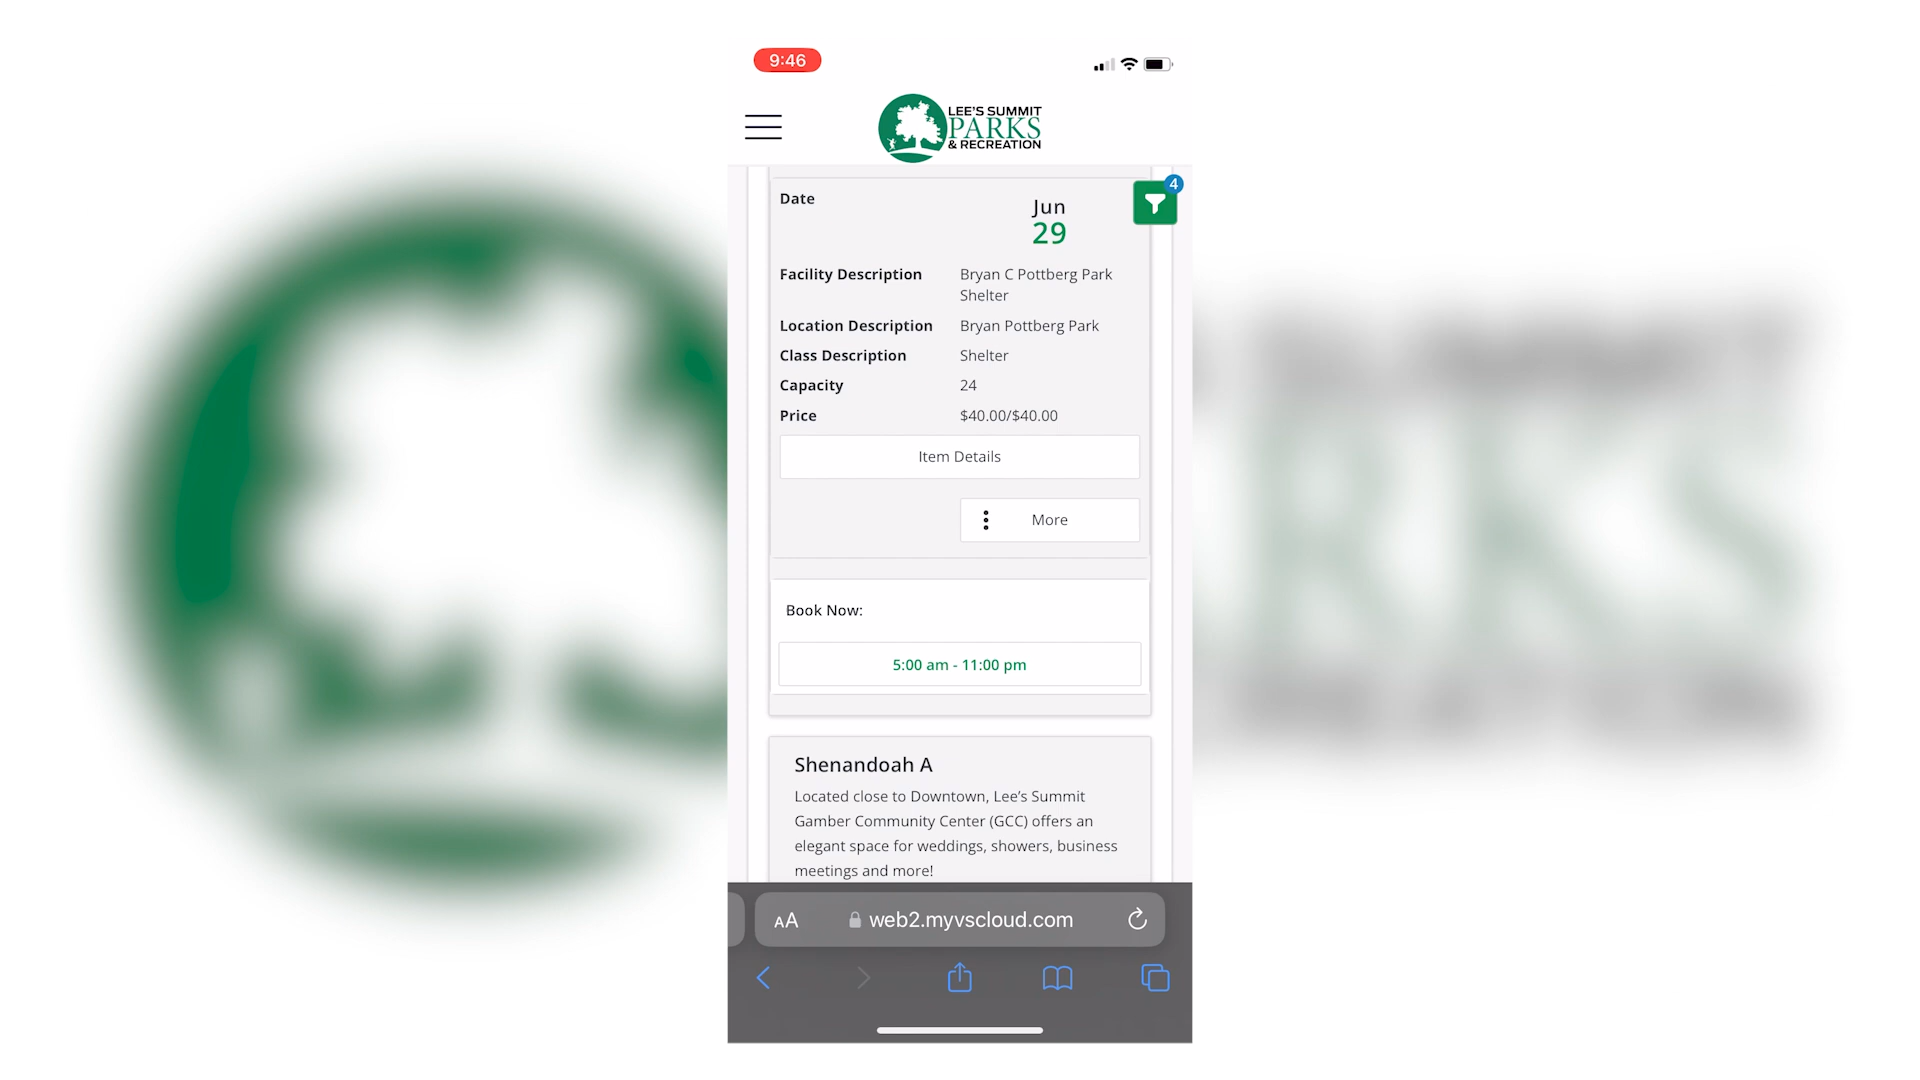 9:46
LEE'S SUMMIT
PARKS
& RECREATION
4
Date
Jun
29
Facility Description
Bryan C Pottberg Park
Shelter
Location Description
Bryan Pottberg Park
Class Description
Shelter
Capacity
24
Price
$40.00/$40.00
Item Details
More
Book Now:
5:00 am - 11:00 pm
Shenandoah A
Located close to Downtown, Lee’s Summit
Gamber Community Center (GCC) offers an
elegant space for weddings, showers, business
meetings and more!
AA
web2.myvscloud.com